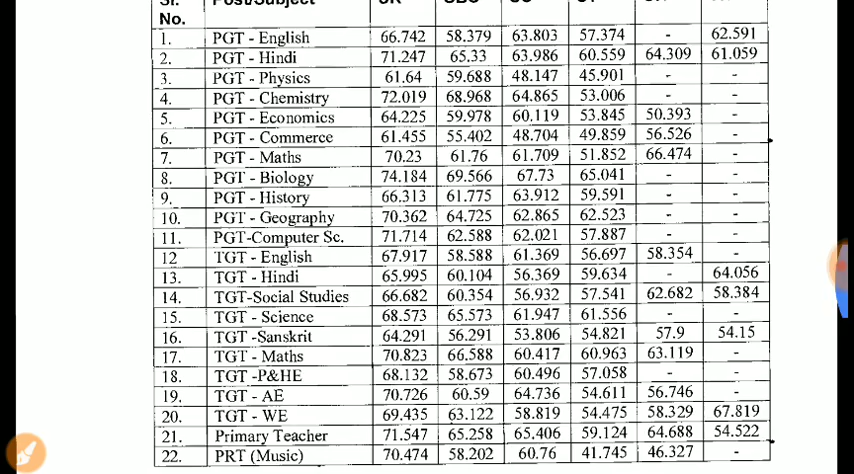 Sr. Post/Subject UR OBC SC ST
No.
1. PGT - English 66.742 58.379 63.803 57.374 - 62.591
2. PGT - Hindi 71.247 65.33 63.986 60.559 64.309 61.059
3. PGT - Physics 61.64 59.688 48.147 45.901 - -
4. PGT - Chemistry 72.019 68.968 64.865 53.006 - -
5. PGT - Economics 64.225 59.978 60.119 53.845 50.393 -
6. PGT - Commerce 61.455 55.402 48.704 49.859 56.526 -
7. PGT - Maths 70.23 61.76 61.709 51.852 66.474 -
8. PGT - Biology 74.184 69.566 67.73 65.041 - -
9. PGT - History 66.313 61.775 63.912 59.591 - -
10. PGT - Geography 70.362 64.725 62.865 62.523 - -
11. PGT-Computer Sc. 71.714 62.588 62.021 57.887 - -
12 TGT - English 67.917 58.588 61.369 56.697 58.354 -
13. TGT - Hindi 65.995 60.104 56.369 59.634 - 64.056
14. TGT-Social Studies 66.682 60.354 56.932 57.541 62.682 58.384
15. TGT - Science 68.573 65.573 61.947 61.556 - -
16. TGT -Sanskrit 64.291 56.291 53.806 54.821 57.9 54.15
17. TGT - Maths 70.823 66.588 60.417 60.963 63.119 -
18. TGT -P&HE 68.132 58.673 60.496 57.058 - -
19. TGT - AE 70.726 60.59 64.736 54.611 56.746 -
20. TGT - WE 69.435 63.122 58.819 54.475 58.329 67.819
21. Primary Teacher 71.547 65.258 65.406 59.124 64.688 54.522
22. PRT (Music) 70.474 58.202 60.76 41.745 46.327 -